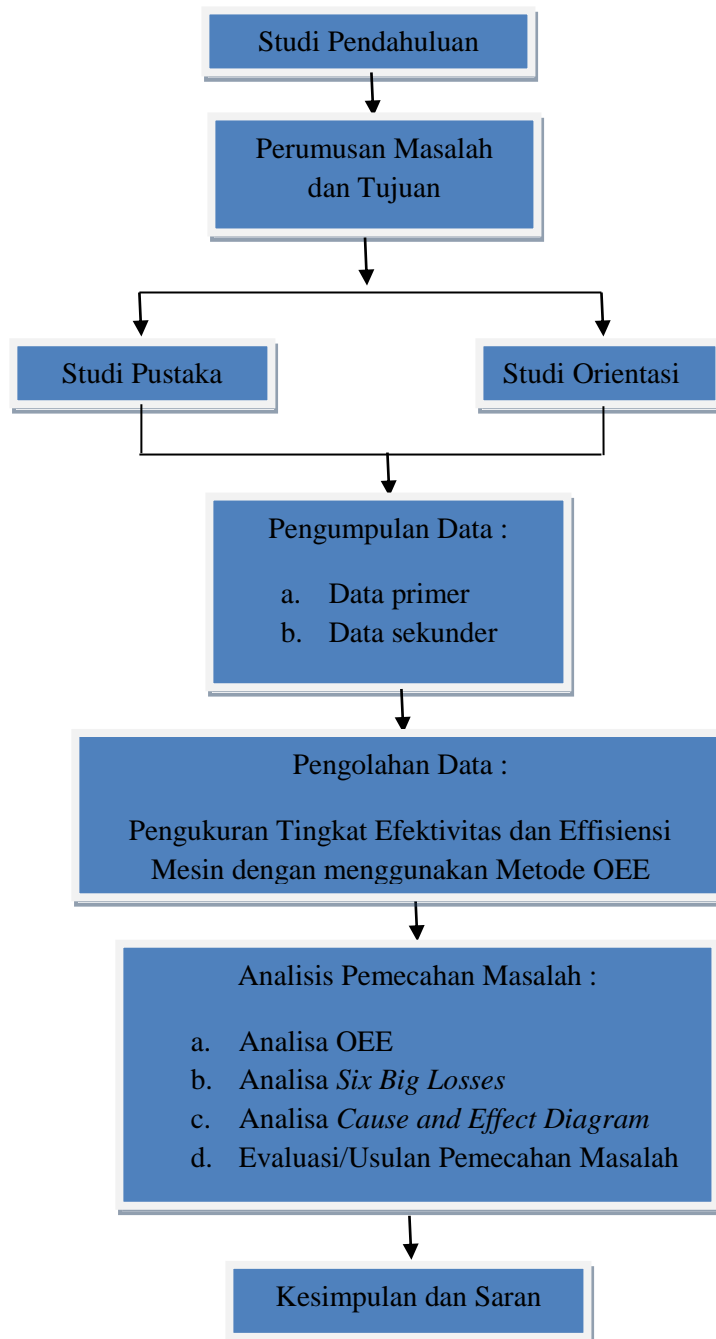 Studi Pendahuluan
Perumusan Masalah
dan Tujuan
Studi Pustaka
Studi Orientasi
Pengumpulan Data :
a. Data primer
b. Data sekunder
Pengolahan Data :
Pengukuran Tingkat Efektivitas dan Effisiensi
Mesin dengan menggunakan Metode OEE
Analisis Pemecahan Masalah :
a. Analisa OEE
b. Analisa Six Big Losses
c. Analisa Cause and Effect Diagram
d. Evaluasi/Usulan Pemecahan Masalah
Kesimpulan dan Saran